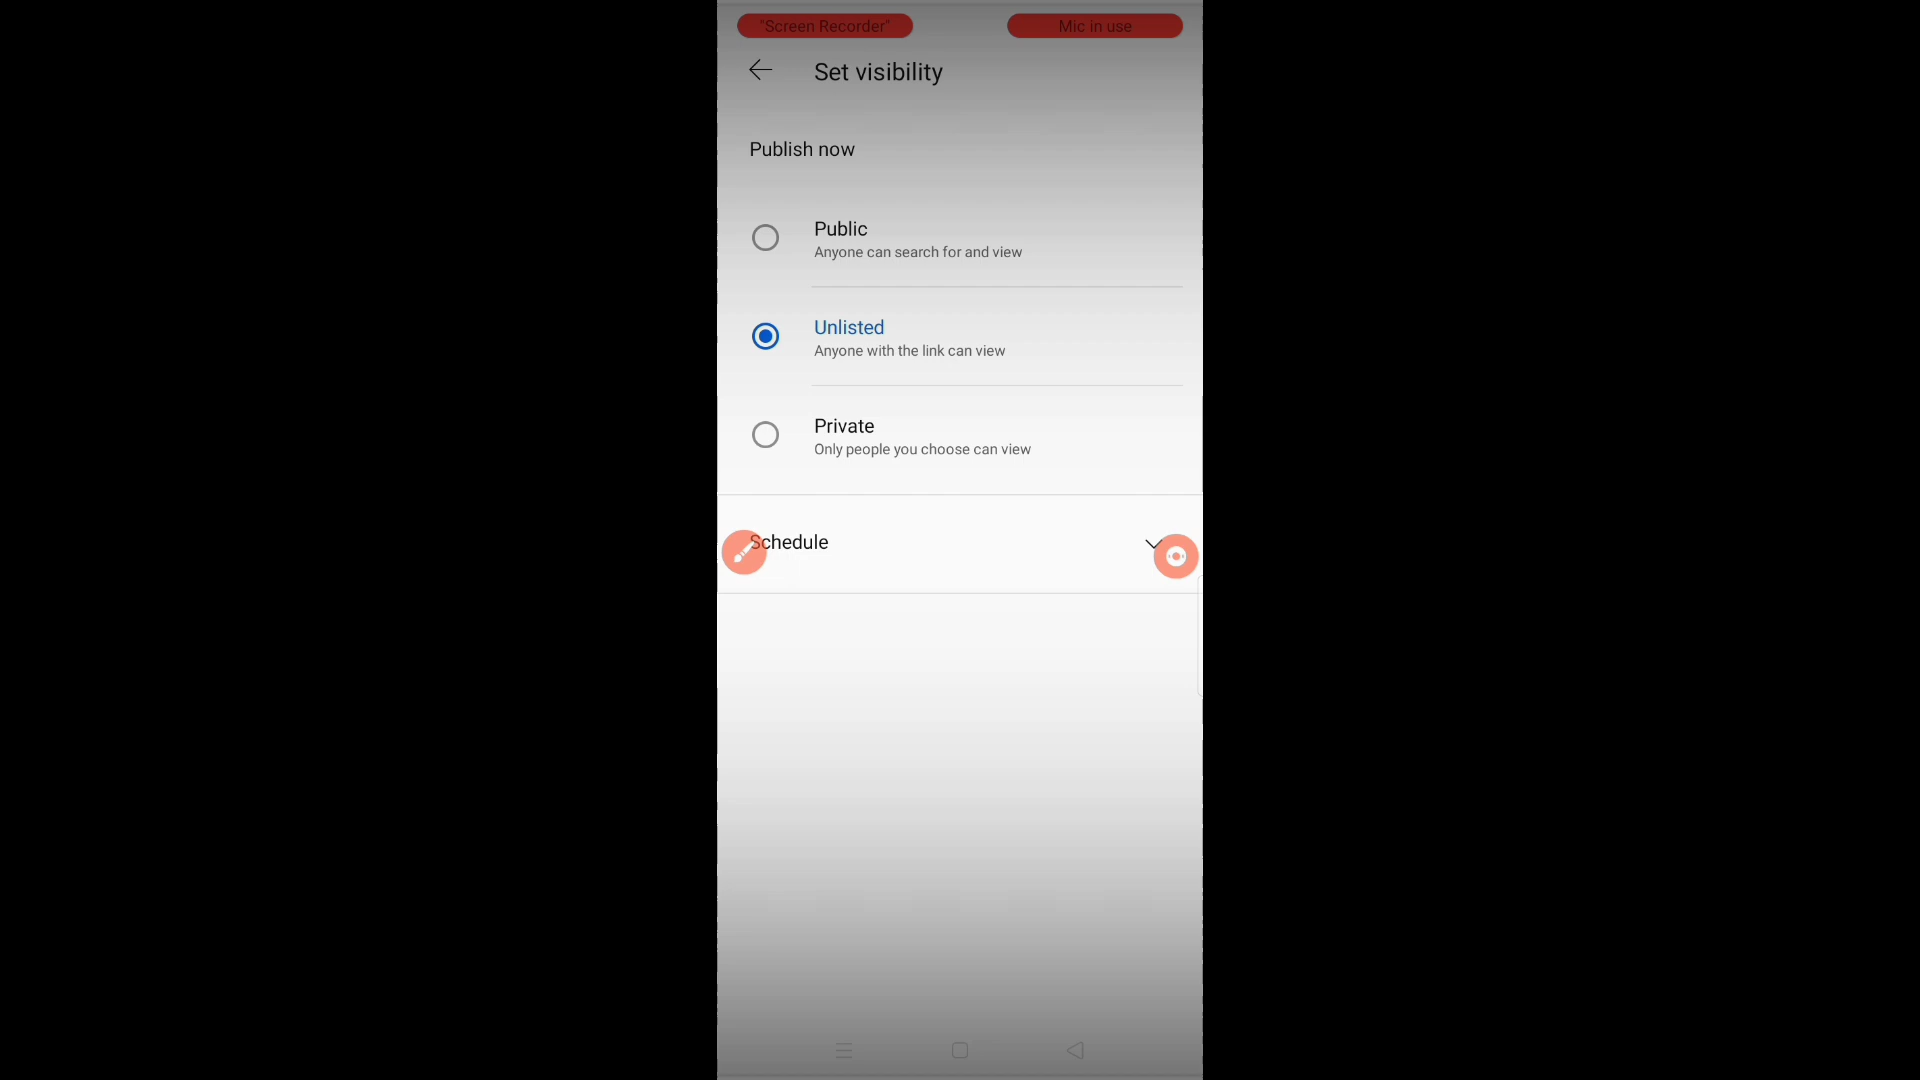 "Screen Recorder"
Mic in use
Set visibility
Publish now
Public
Anyone can search for and view
Unlisted
Anyone with the link can view
Private
Only people you choose can view
Schedule